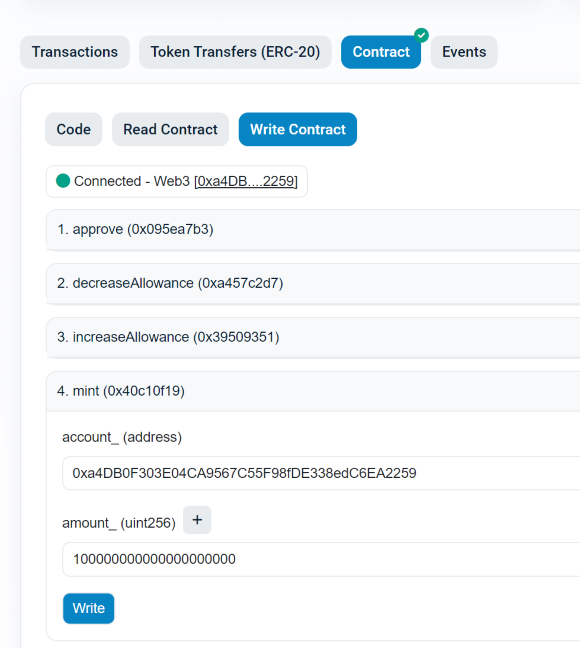 Transactions Token Transfers (ERC-20) Contract Events
Code Read Contract Write Contract
Connected - Web3 [0xa4DB....2259]
1. approve (0x095ea7b3)
2. decreaseAllowance (0xa457c2d7)
3. increaseAllowance (0x39509351)
4. mint (0x40c10f19)
account_ (address)
0xa4DB0F303E04CA9567C55F98fDE338edC6EA2259
amount_ (uint256) +
100000000000000000000
Write